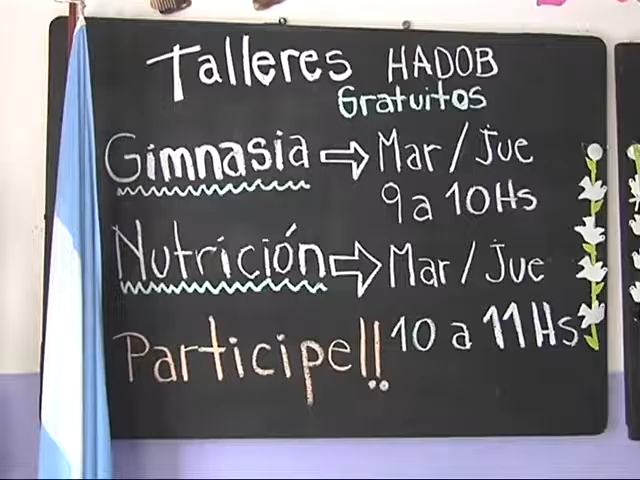 Talleres HADOB
Gratuitos
Gimnasia ⇨ Mar / Jue
9 a 10 Hs
Nutrición ⇨ Mar / Jue
Participe!! 10 a 11 Hs